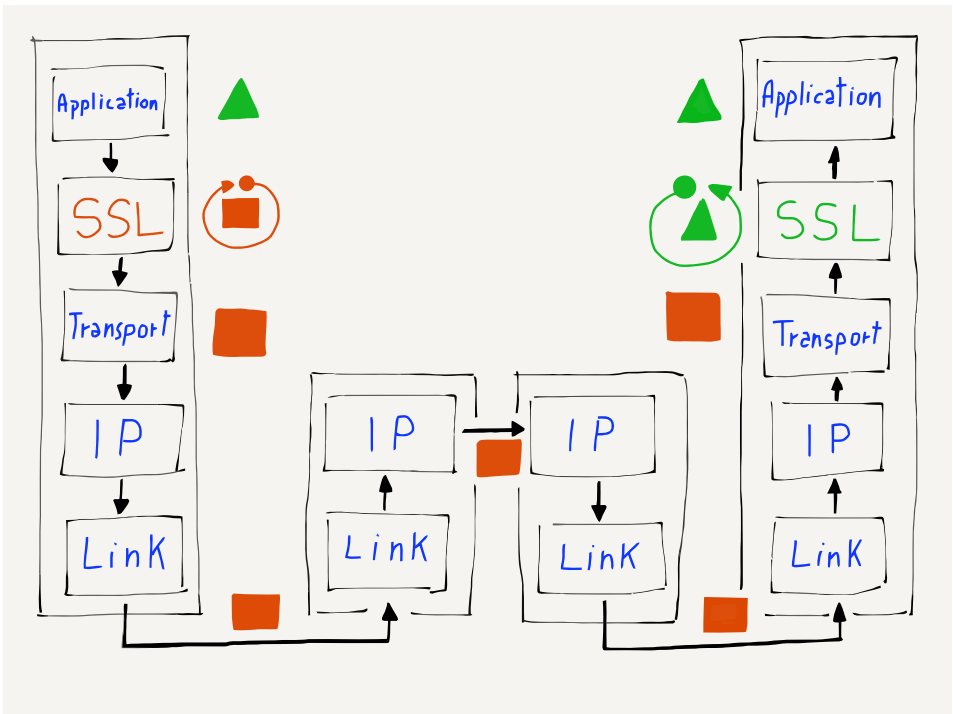 Application
SSL
Transport
IP
Link
IP
Link
IP
Link
Application
SSL
Transport
IP
Link